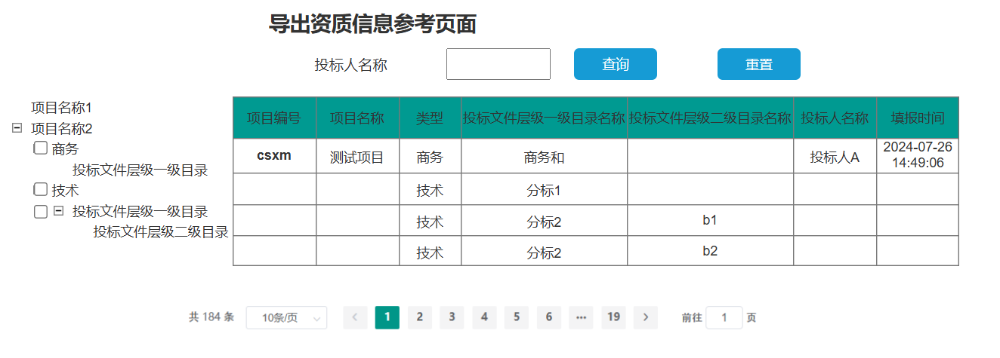 导出资质信息参考页面
投标人名称 查询 重置
项目名称1
项目名称2
商务
投标文件层级一级目录
技术
投标文件层级一级目录
投标文件层级二级目录
项目编号 项目名称 类型 投标文件层级一级目录名称 投标文件层级二级目录名称 投标人名称 填报时间
csxm 测试项目 商务 商务和 投标人A 2024-07-26
14:49:06
技术 分标1
技术 分标2 b1
技术 分标2 b2
共 184 条 10条/页 1 2 3 4 5 6 ••• 19 前往 1 页